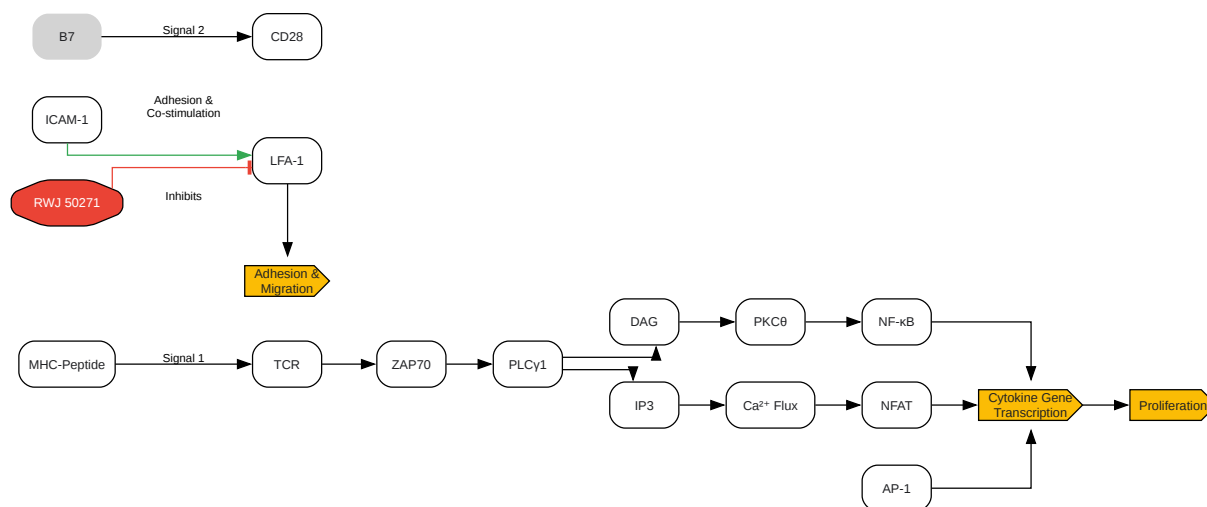 B7
Signal 2
CD28
Adhesion &
Co-stimulation
ICAM-1
LFA-1
RWJ 50271
Inhibits
Adhesion &
Migration
DAG
PKCθ
NF-κB
MHC-Peptide
Signal 1
TCR
ZAP70
PLCγ1
IP3
Ca²⁺ Flux
NFAT
Cytokine Gene
Transcription
Proliferation
AP-1